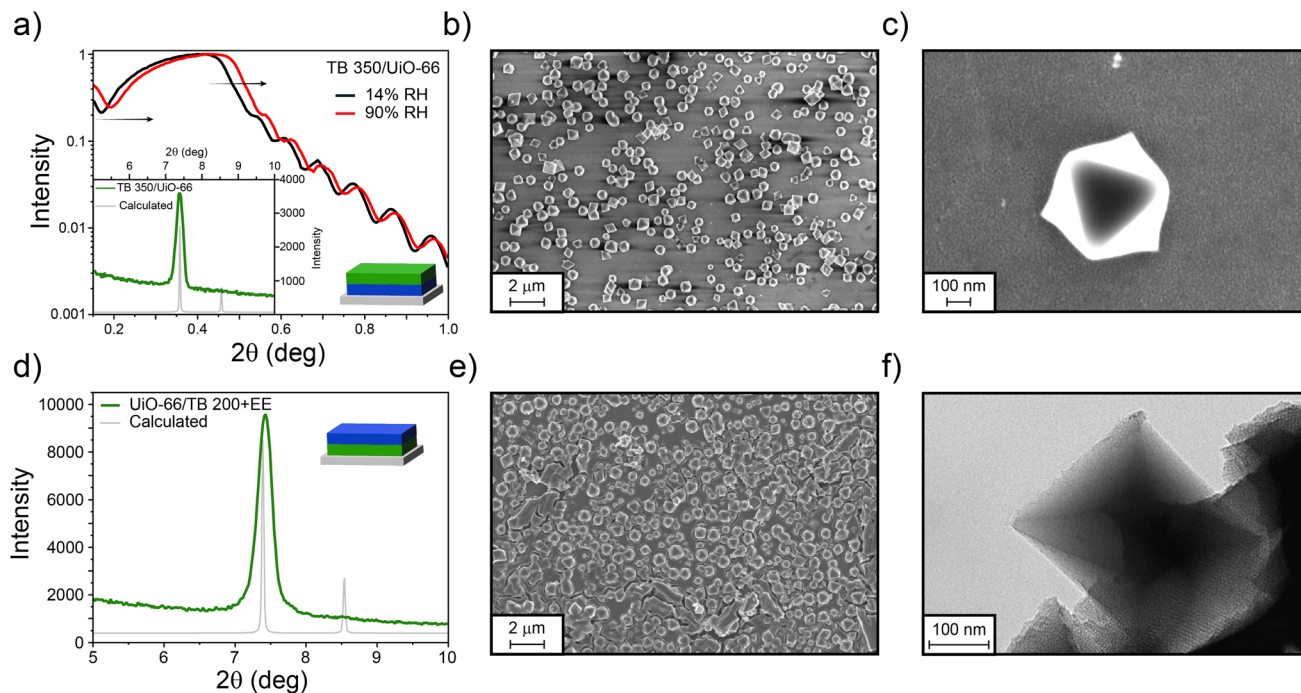 a)
1
0.1
0.01
0.001
Intensity
TB 350/UiO-66
14% RH
90% RH
2θ (deg)
6
7
8
9
10
TB 350/UiO-66
Calculated
4000
3000
2000
1000
Intensity
0.2
0.4
0.6
0.8
1.0
2θ (deg)
b)
2 μm
c)
100 nm
d)
10000
8000
6000
4000
2000
0
Intensity
UiO-66/TB 200+EE
Calculated
5
6
7
8
9
10
2θ (deg)
e)
2 μm
f)
100 nm